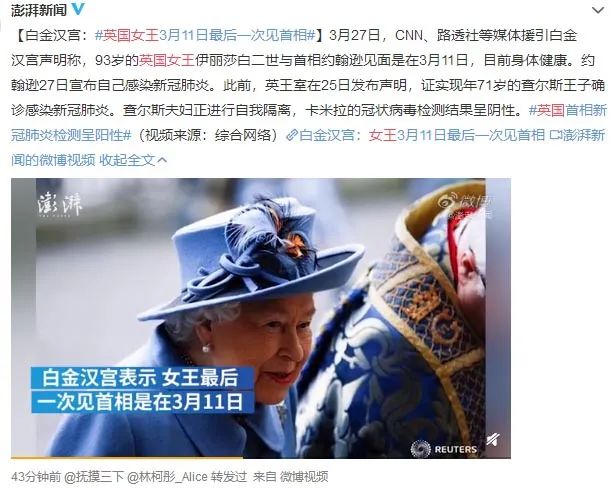 澎湃新闻
【白金汉宫：#英国女王3月11日最后一次见首相#】3月27日，CNN、路透社等媒体援引白金
汉宫声明称，93岁的英国女王伊丽莎白二世与首相约翰逊见面是在3月11日，目前身体健康。约
翰逊27日宣布自己感染新冠肺炎。此前，英王室在25日发布声明，证实现年71岁的查尔斯王子确
诊感染新冠肺炎。查尔斯夫妇正进行自我隔离，卡米拉的冠状病毒检测结果呈阴性。#英国首相新
冠肺炎检测呈阳性#（视频来源：综合网络）白金汉宫：女王3月11日最后一次见首相 澎湃新
闻的微博视频 收起全文
澎湃
THE PAPER
微博
@澎湃新闻
白金汉宫表示 女王最后
一次见首相是在3月11日
REUTERS
43分钟前 @抚摸三下 @林柯彤_Alice 转发过 来自 微博视频